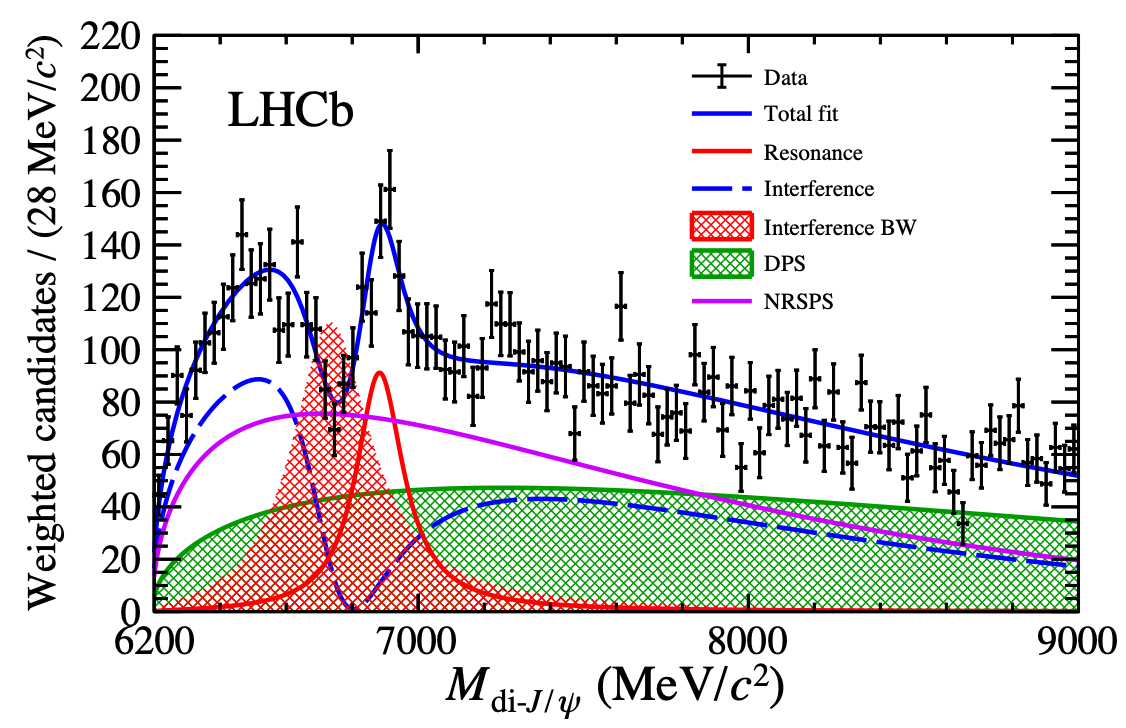 Weighted candidates / (28 MeV/c²)
220
200
180
160
140
120
100
80
60
40
20
0
LHCb
Data
Total fit
Resonance
Interference
Interference BW
DPS
NRSPS
6200 7000 8000 9000
M di-J/ψ (MeV/c²)